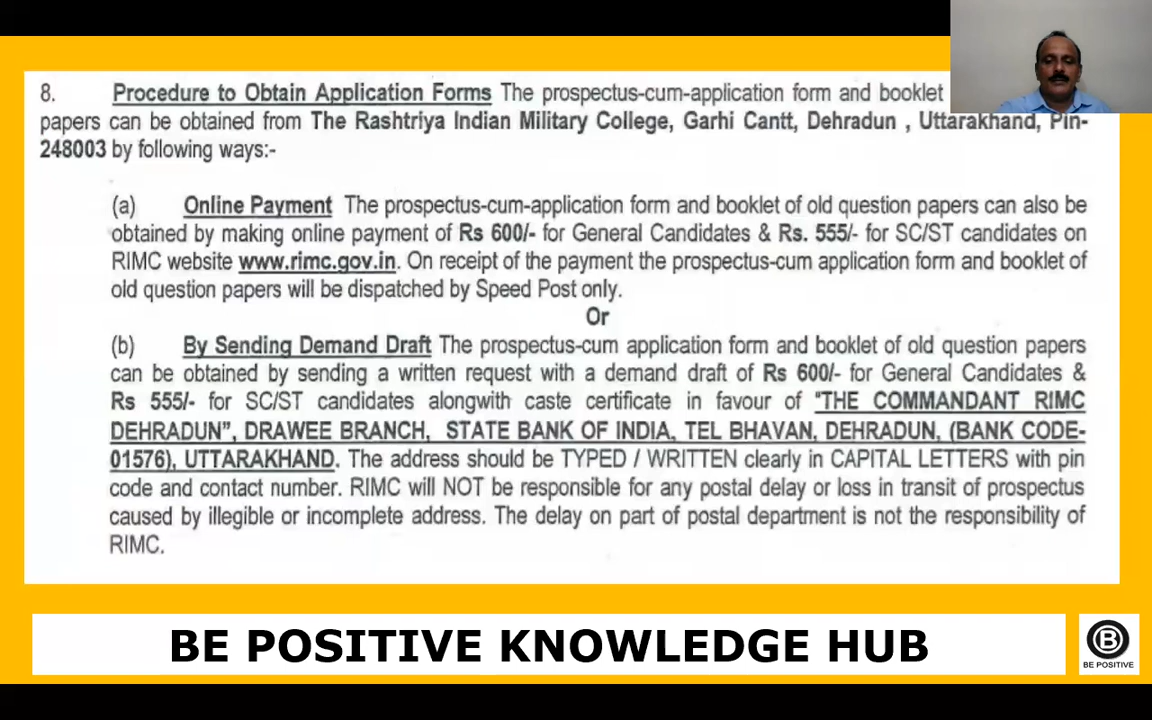 8. Procedure to Obtain Application Forms The prospectus-cum-application form and booklet
papers can be obtained from The Rashtriya Indian Military College, Garhi Cantt, Dehradun , Uttarakhand, Pin-
248003 by following ways:-
(a) Online Payment The prospectus-cum-application form and booklet of old question papers can also be
obtained by making online payment of Rs 600/- for General Candidates & Rs. 555/- for SC/ST candidates on
RIMC website www.rimc.gov.in. On receipt of the payment the prospectus-cum application form and booklet of
old question papers will be dispatched by Speed Post only.
Or
(b) By Sending Demand Draft The prospectus-cum application form and booklet of old question papers
can be obtained by sending a written request with a demand draft of Rs 600/- for General Candidates &
Rs 555/- for SC/ST candidates alongwith caste certificate in favour of "THE COMMANDANT RIMC
DEHRADUN", DRAWEE BRANCH, STATE BANK OF INDIA, TEL BHAVAN, DEHRADUN, (BANK CODE-
01576), UTTARAKHAND. The address should be TYPED / WRITTEN clearly in CAPITAL LETTERS with pin
code and contact number. RIMC will NOT be responsible for any postal delay or loss in transit of prospectus
caused by illegible or incomplete address. The delay on part of postal department is not the responsibility of
RIMC.
BE POSITIVE KNOWLEDGE HUB
B
BE POSITIVE